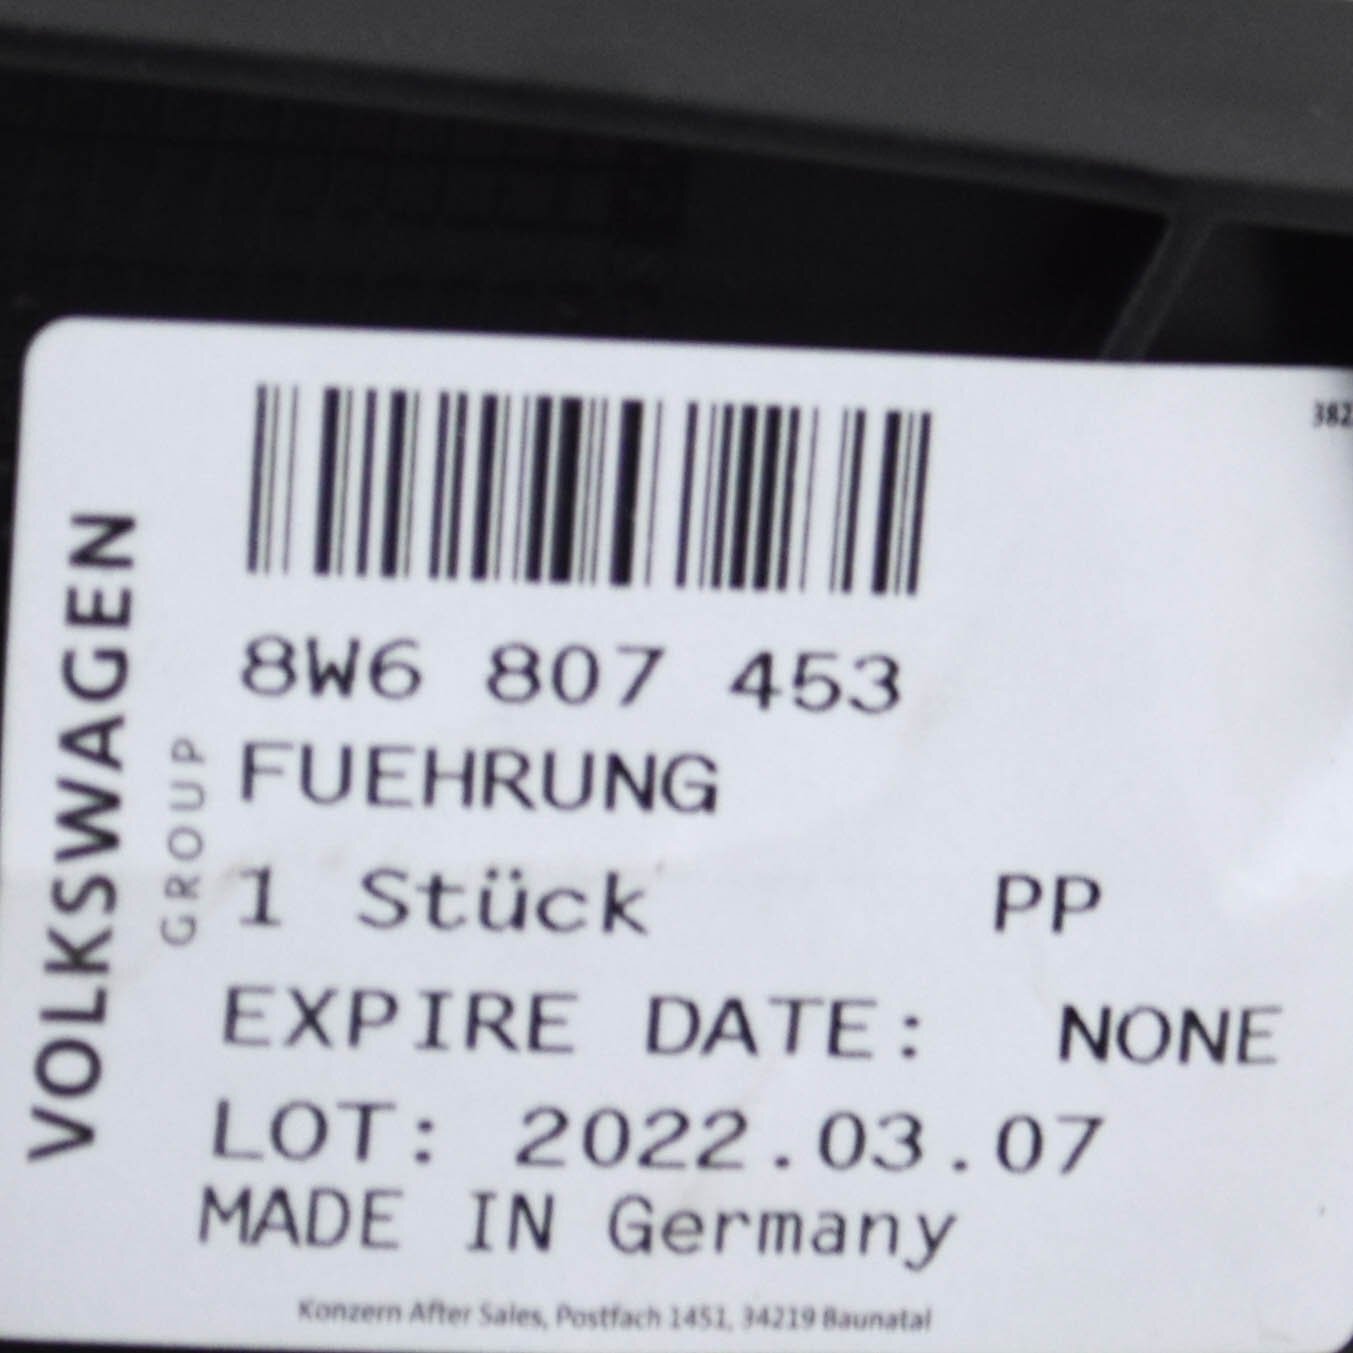 382
8W6 807 453
FUEHRUNG
1 Stück PP
EXPIRE DATE: NONE
LOT: 2022.03.07
MADE IN Germany
Konzern After Sales, Postfach 1451, 34219 Baunatal
VOLKSWAGEN
GROUP